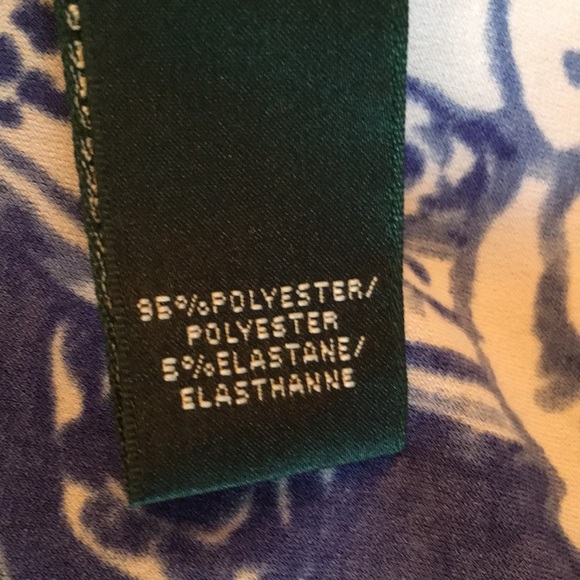 95%POLYESTER/
POLYESTER
5%ELASTANE/
ELASTHANNE